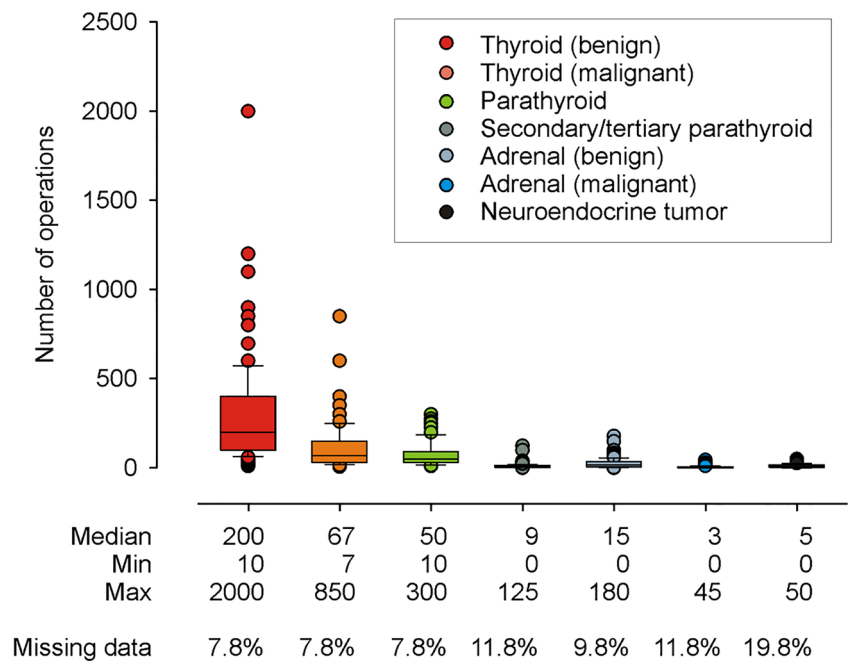 2500
2000
1500
1000
500
0
Number of operations
Thyroid (benign)
Thyroid (malignant)
Parathyroid
Secondary/tertiary parathyroid
Adrenal (benign)
Adrenal (malignant)
Neuroendocrine tumor
Median 200 67 50 9 15 3 5
Min 10 7 10 0 0 0 0
Max 2000 850 300 125 180 45 50
Missing data 7.8% 7.8% 7.8% 11.8% 9.8% 11.8% 19.8%